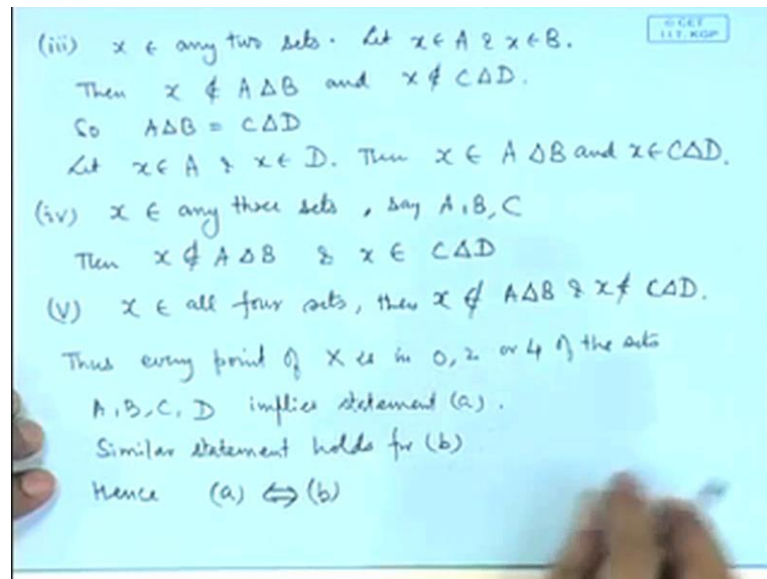 © CET
I.I.T. KGP
(iii) x ∈ any two sets. Let x ∈ A & x ∈ B.
Then x ∉ A Δ B and x ∉ C Δ D.
So A Δ B = C Δ D
Let x ∈ A & x ∈ D. Then x ∈ A Δ B and x ∈ C Δ D.
(iv) x ∈ any three sets, say A, B, C
Then x ∉ A Δ B & x ∈ C Δ D
(V) x ∈ all four sets, then x ∉ A Δ B & x ∉ C Δ D.
Thus every point of X is in 0, 2 or 4 of the sets
A, B, C, D implies statement (a).
Similar statement holds for (b)
Hence (a) ⇔ (b)